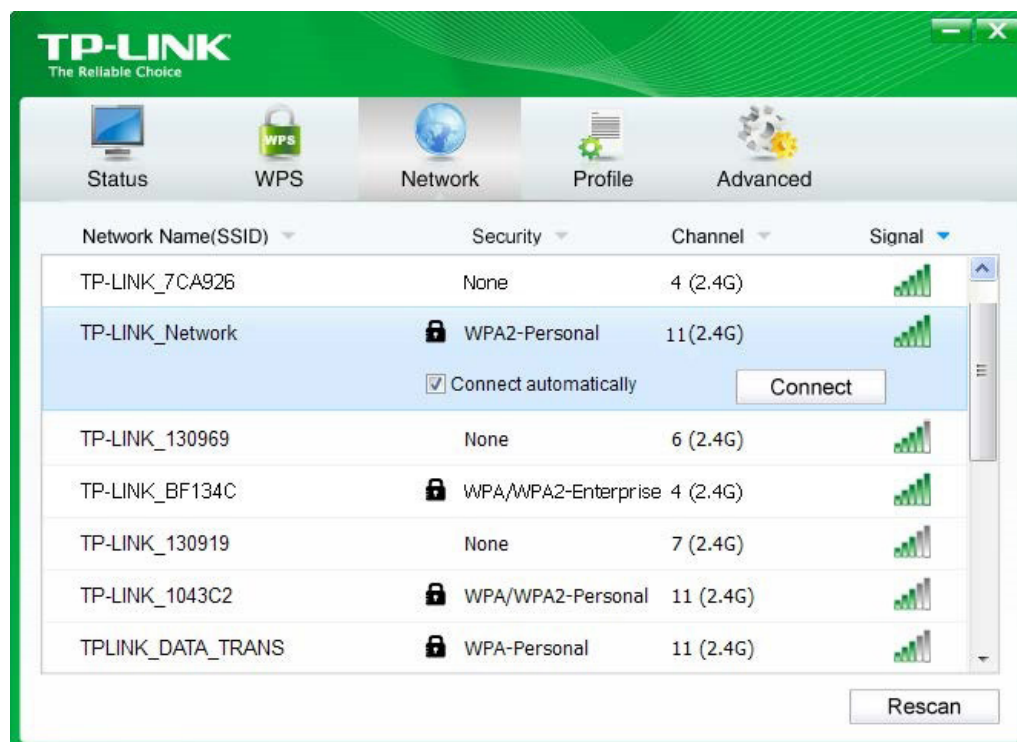 TP-LINK
The Reliable Choice
WPS
Status WPS Network Profile Advanced
Network Name(SSID) Security Channel Signal
TP-LINK_7CA926 None 4 (2.4G)
TP-LINK_Network WPA2-Personal 11(2.4G)
Connect automatically Connect
TP-LINK_130969 None 6 (2.4G)
TP-LINK_BF134C WPA/WPA2-Enterprise 4 (2.4G)
TP-LINK_130919 None 7 (2.4G)
TP-LINK_1043C2 WPA/WPA2-Personal 11 (2.4G)
TPLINK_DATA_TRANS WPA-Personal 11 (2.4G)
Rescan